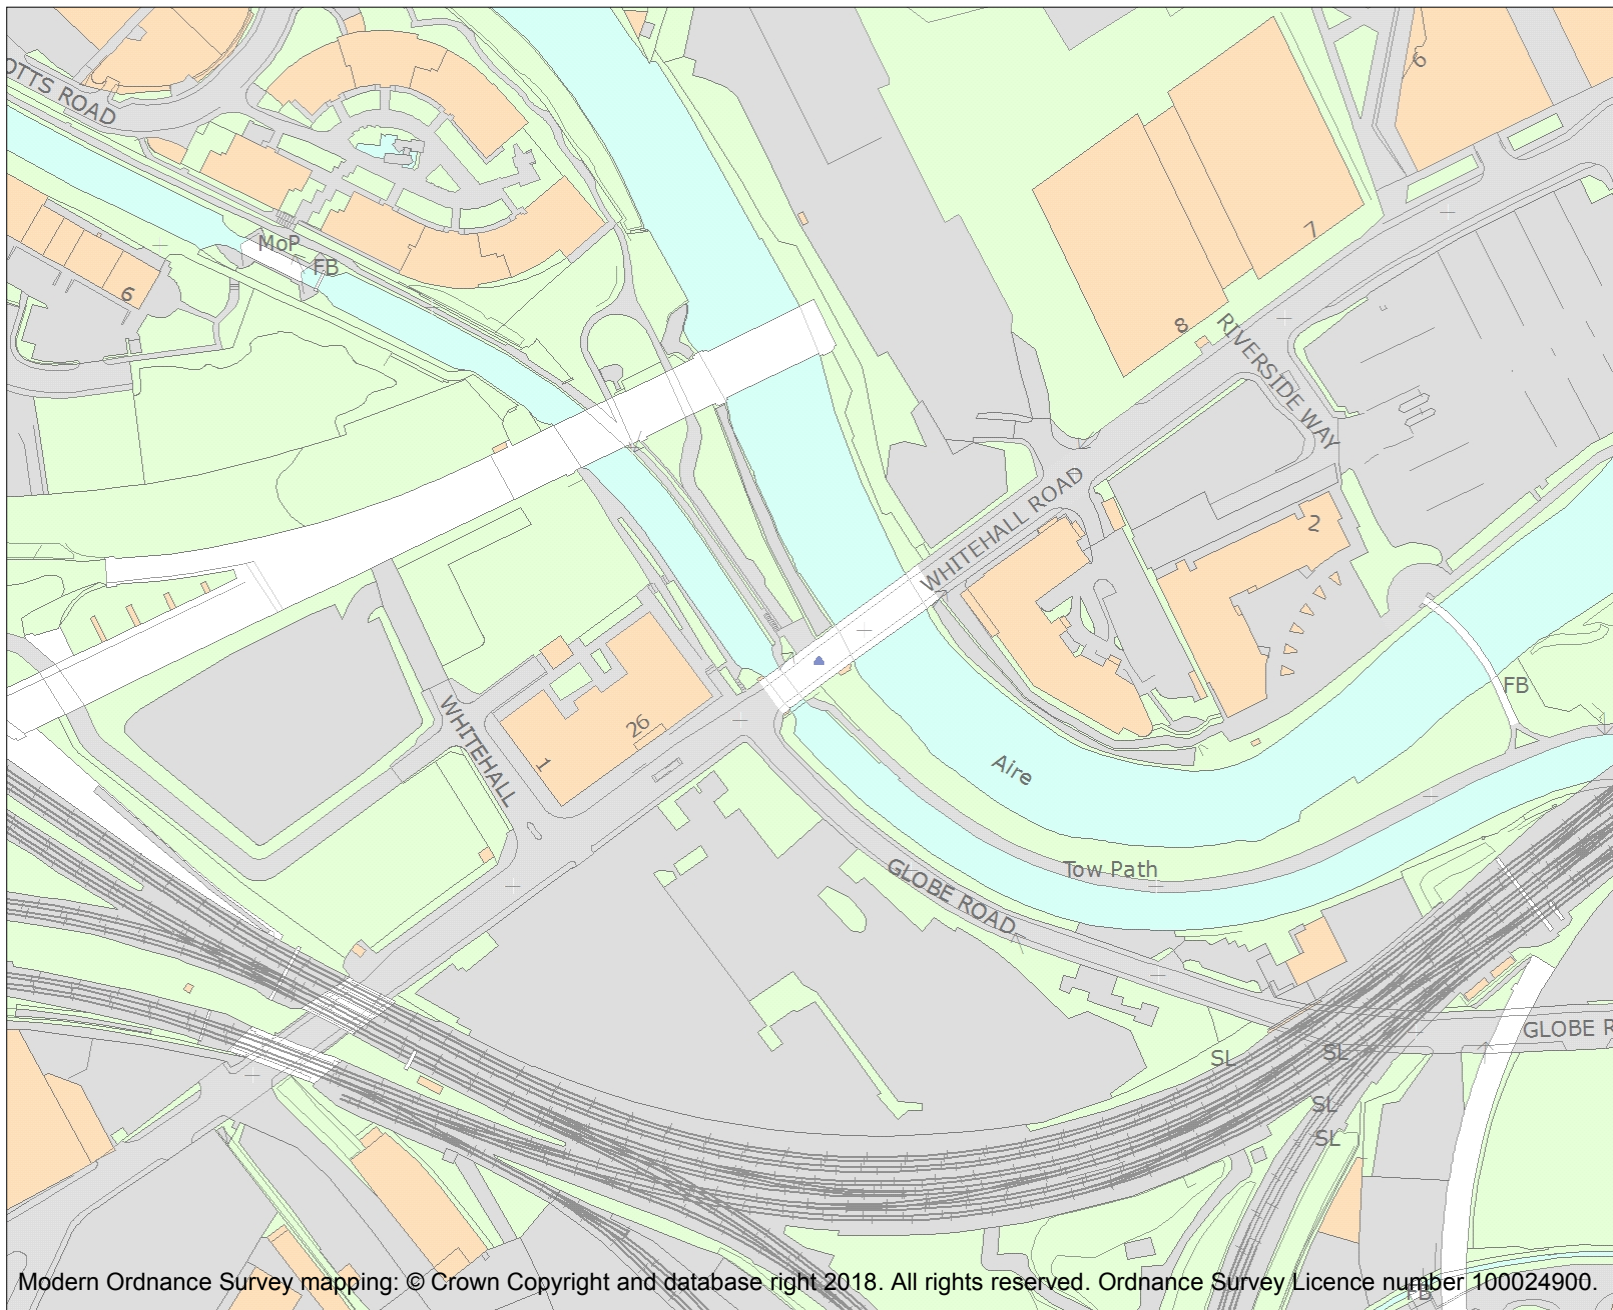 OTTS ROAD
6
MoP
FB
6
7
8
RIVERSIDE WAY
WHITEHALL ROAD
2
FB
WHITEHALL
26
1
Aire
Tow Path
GLOBE ROAD
GLOBE R
SL
SL
SL
SL
FB
Modern Ordnance Survey mapping: © Crown Copyright and database right 2018. All rights reserved. Ordnance Survey Licence number 100024900.